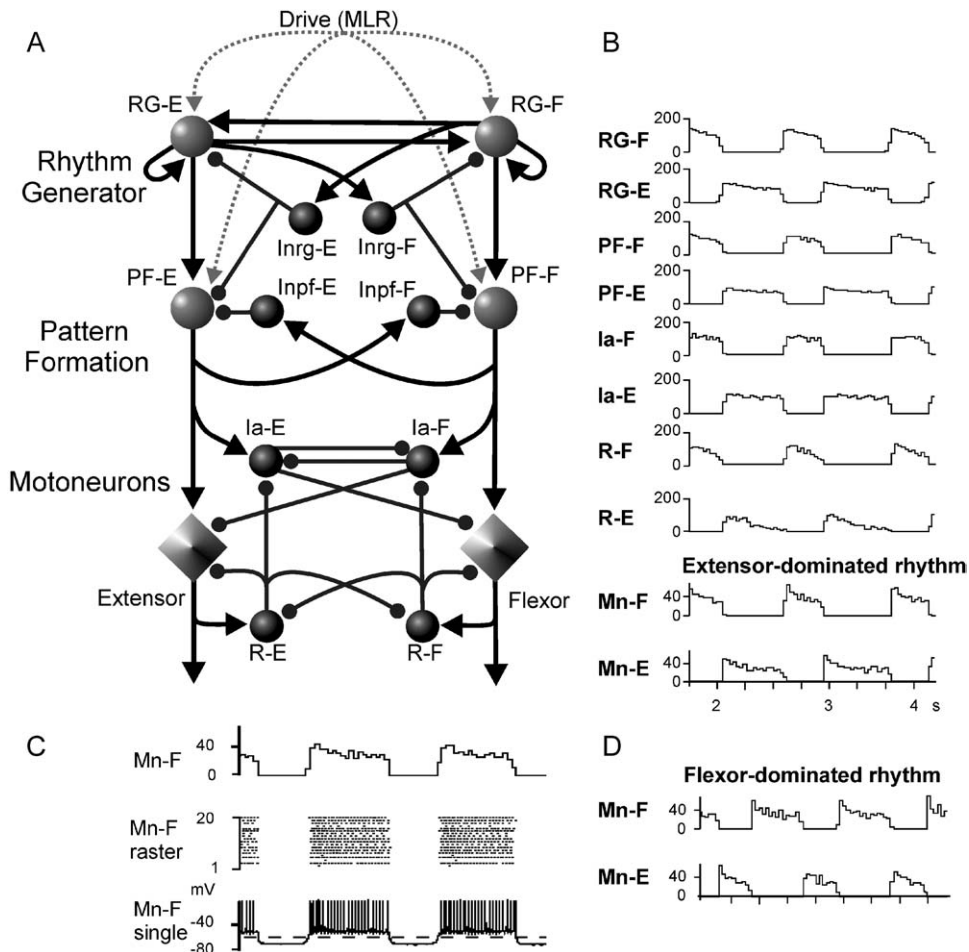 A
Drive (MLR)
RG-E
RG-F
Rhythm
Generator
Inrg-E
Inrg-F
PF-E
Inpf-E
Inpf-F
PF-F
Pattern
Formation
Ia-E
Ia-F
Motoneurons
Extensor
Flexor
R-E
R-F
B
RG-F
200
0
RG-E
200
0
PF-F
200
0
PF-E
200
0
Ia-F
200
0
Ia-E
200
0
R-F
200
0
R-E
200
0
Extensor-dominated rhythm
Mn-F
40
0
Mn-E
40
0
2 3 4 s
C
Mn-F
40
0
Mn-F
raster
20
1
mV
Mn-F
single
-40
-80
D
Flexor-dominated rhythm
Mn-F
40
0
Mn-E
40
0